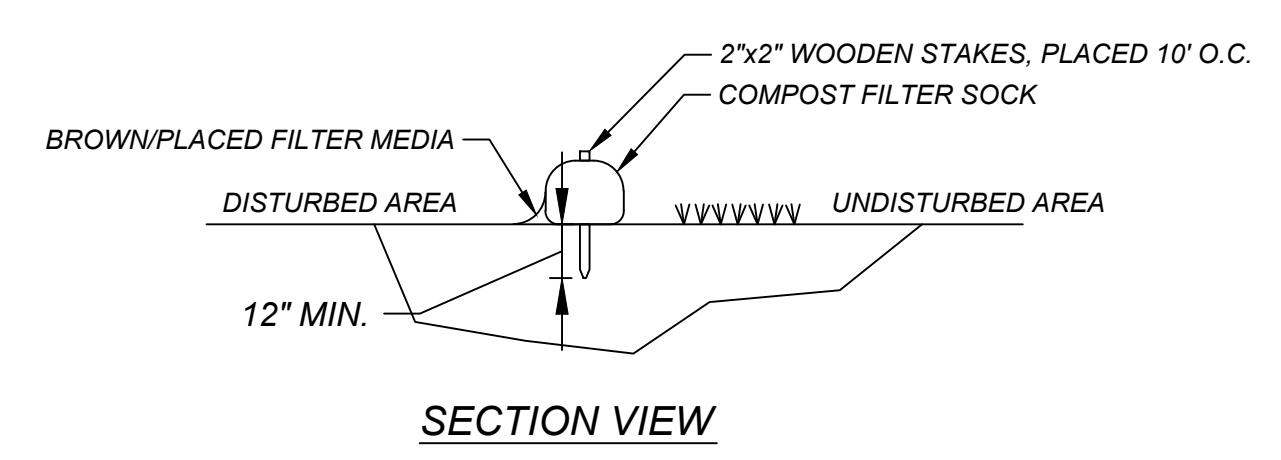 2"x2" WOODEN STAKES, PLACED 10' O.C.
COMPOST FILTER SOCK
BROWN/PLACED FILTER MEDIA
DISTURBED AREA
UNDISTURBED AREA
12" MIN.
SECTION VIEW